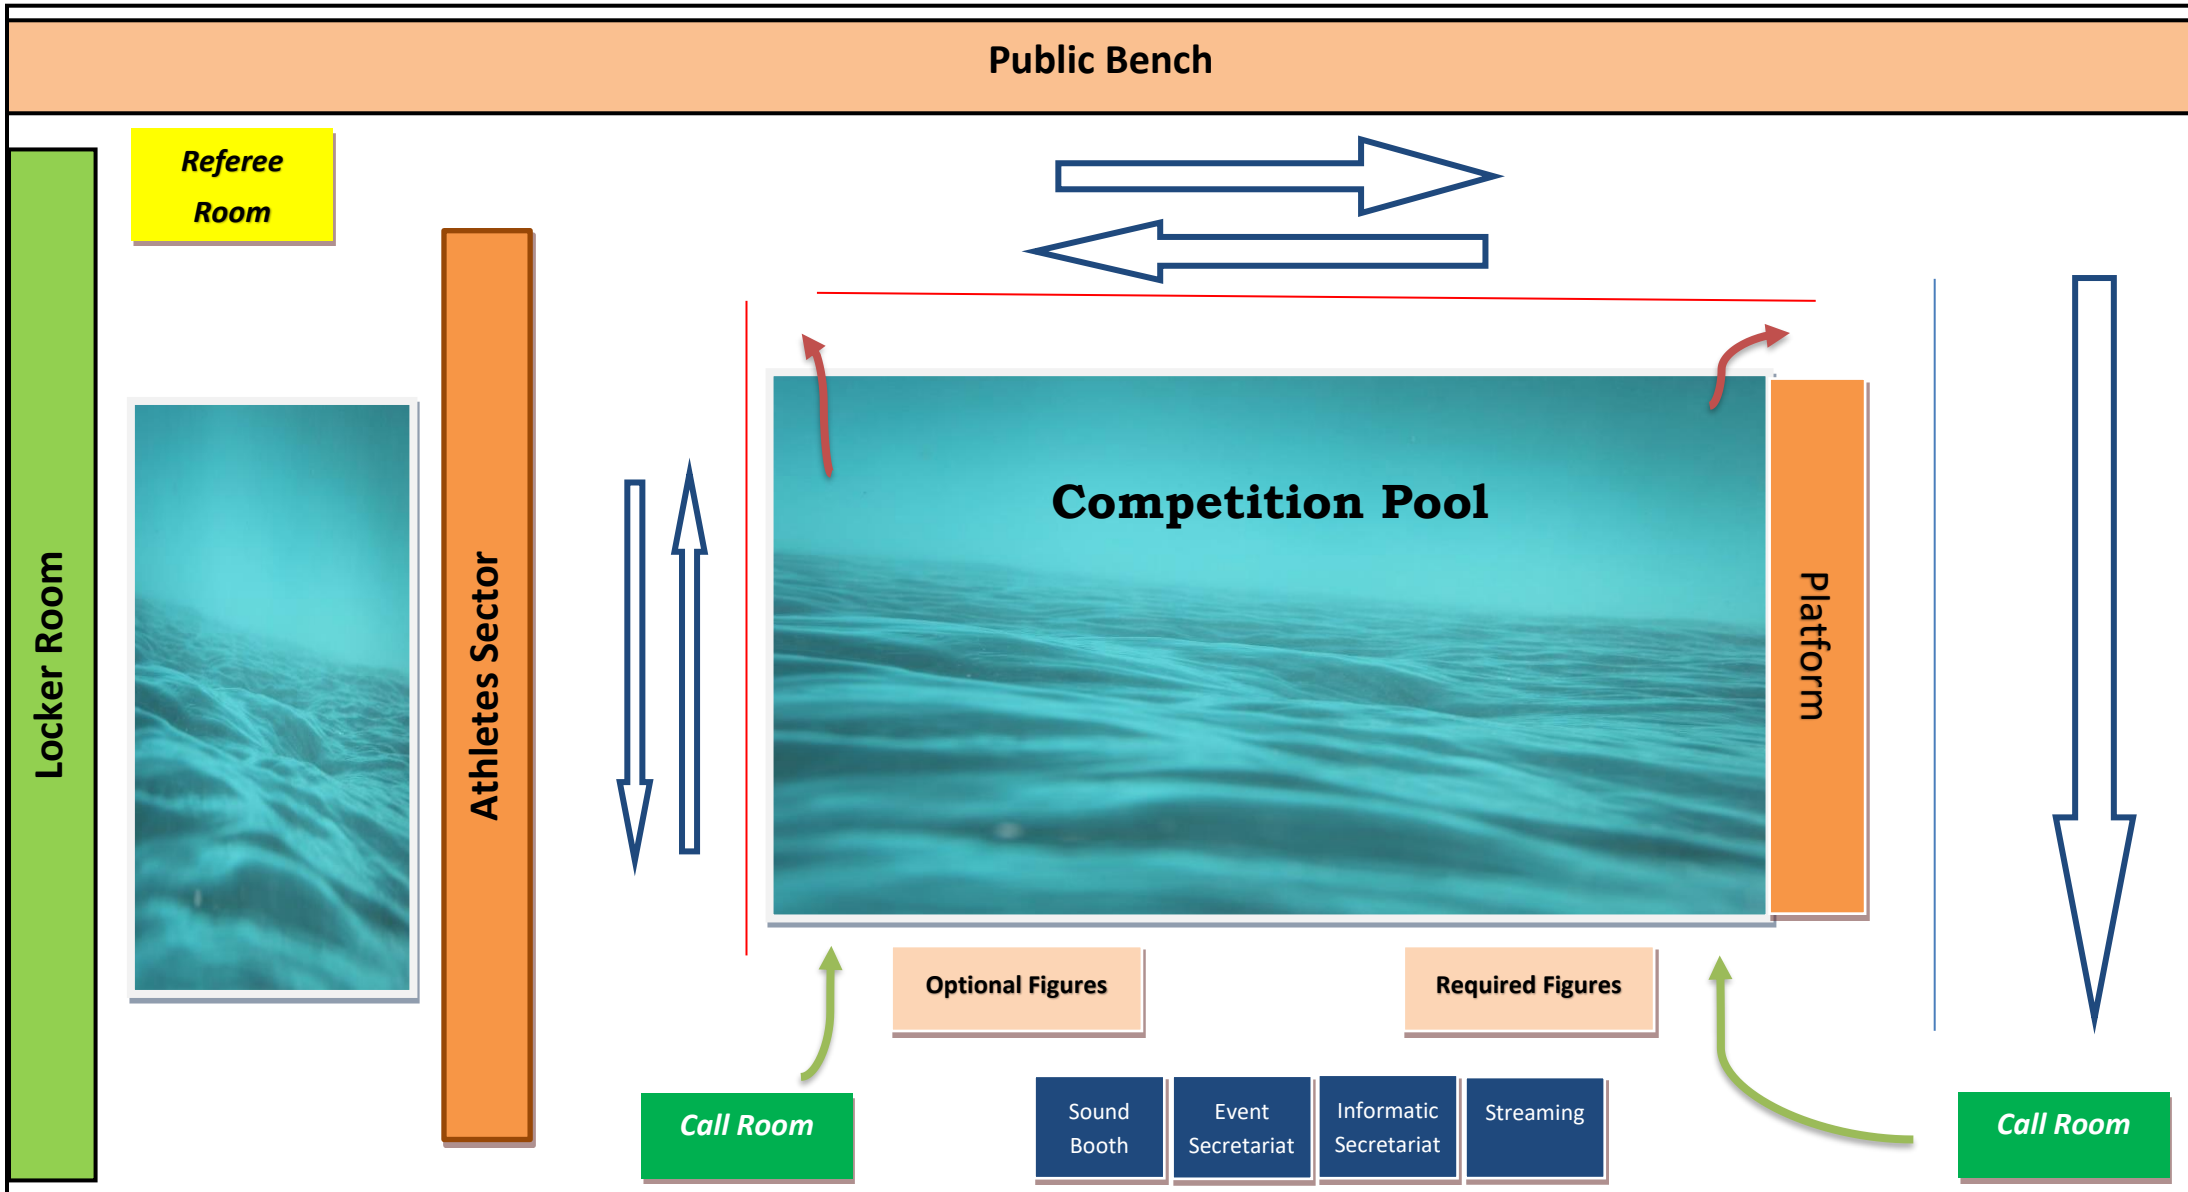 Public Bench
Referee
Room
Locker Room
Athletes Sector
Competition Pool
Platform
Optional Figures
Required Figures
Call Room
Sound
Booth
Event
Secretariat
Informatic
Secretariat
Streaming
Call Room